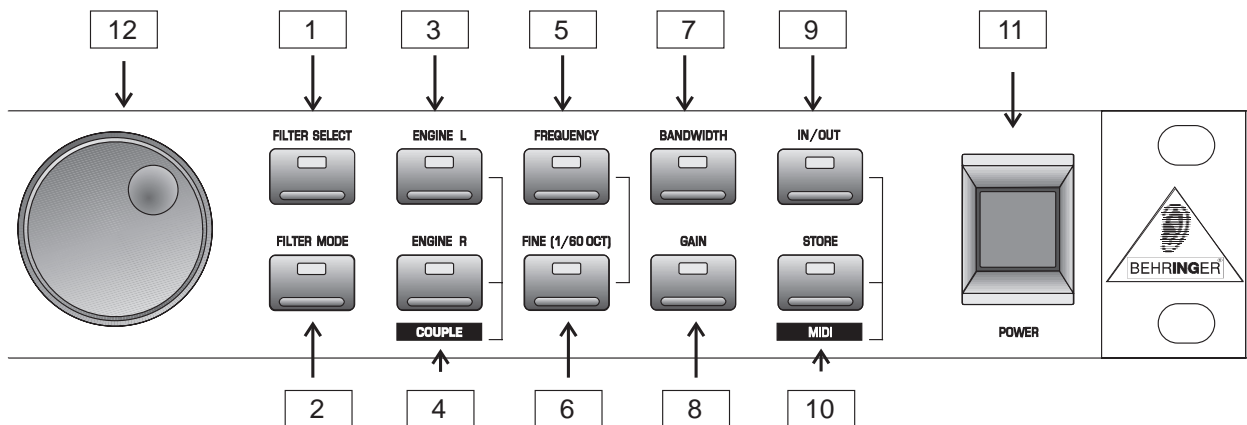 12 1 3 5 7 9 11
FILTER SELECT ENGINE L FREQUENCY BANDWIDTH IN/OUT
FILTER MODE ENGINE R FINE (1/60 OCT) GAIN STORE
BEHRINGER®
COUPLE MIDI POWER
2 4 6 8 10